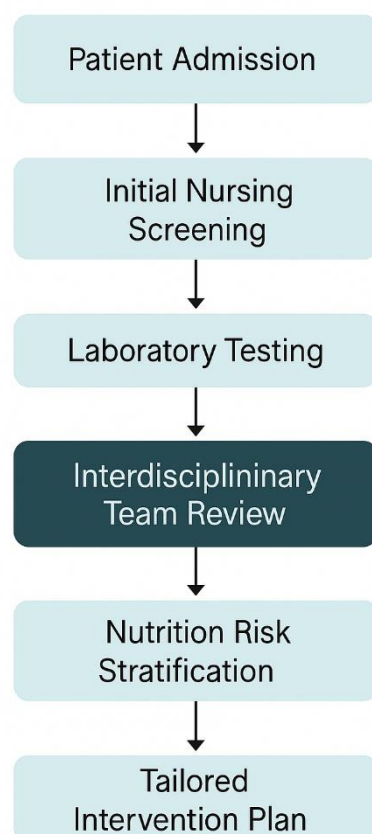 Patient Admission
Initial Nursing
Screening
Laboratory Testing
Interdisciplininary
Team Review
Nutrition Risk
Stratification
Tailored
Intervention Plan